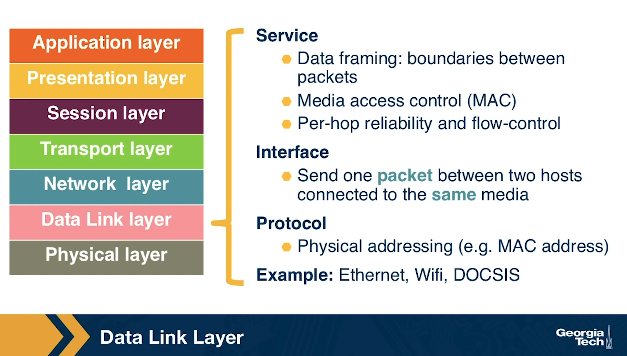 Application layer
Presentation layer
Session layer
Transport layer
Network layer
Data Link layer
Physical layer
Service
Data framing: boundaries between
packets
Media access control (MAC)
Per-hop reliability and flow-control
Interface
Send one packet between two hosts
connected to the same media
Protocol
Physical addressing (e.g. MAC address)
Example: Ethernet, Wifi, DOCSIS
Data Link Layer
Georgia
Tech